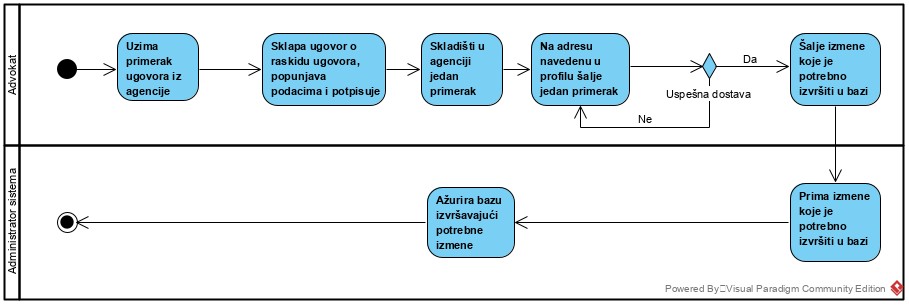 Advokat
Uzima
primerak
ugovora iz
agencije
Sklapa ugovor o
raskidu ugovora,
popunjava
podacima i potpisuje
Skladišti u
agenciji
jedan
primerak
Na adresu
navedenu u
profilu šalje
jedan primerak
Da
Uspešna dostava
Ne
Šalje izmene
koje je
potrebno
izvršiti u bazi
Administrator sistema
Ažurira bazu
izvršavajući
potrebne
izmene
Prima izmene
koje je
potrebno
izvršiti u bazi
Powered By Visual Paradigm Community Edition